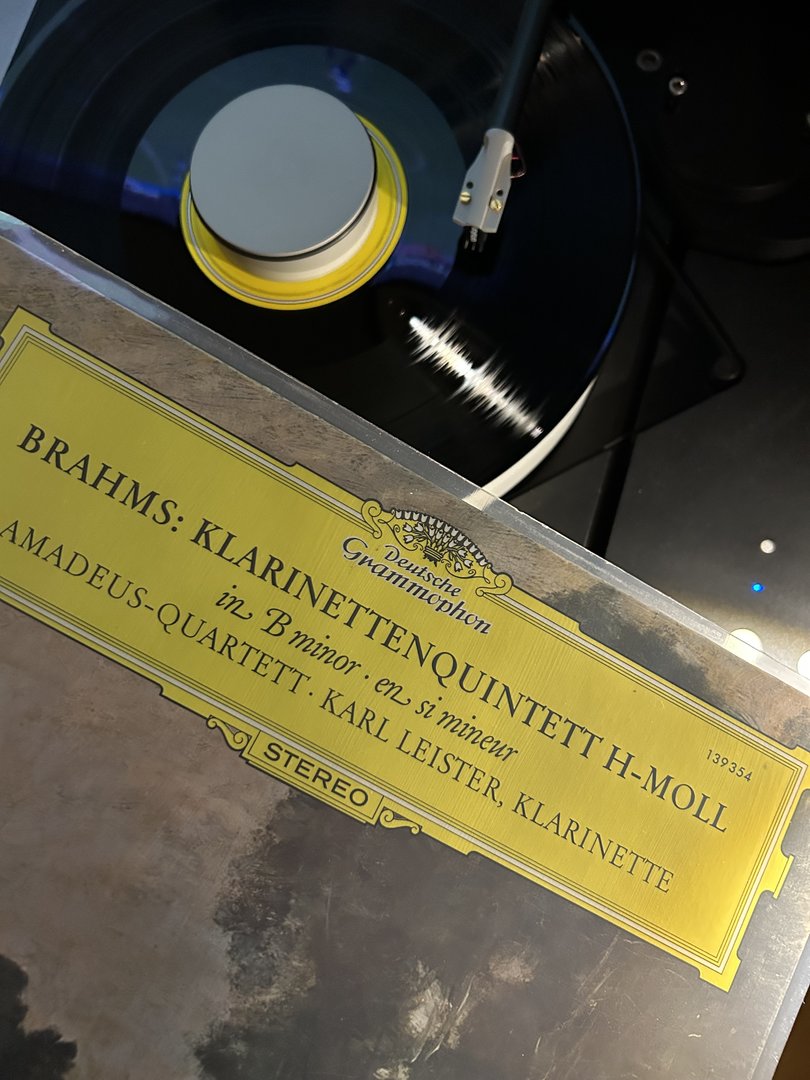 Deutsche
Grammophon
BRAHMS: KLARINETTENQUINTETT H-MOLL
in B minor · en si mineur
AMADEUS-QUARTETT · KARL LEISTER, KLARINETTE
139354
STEREO